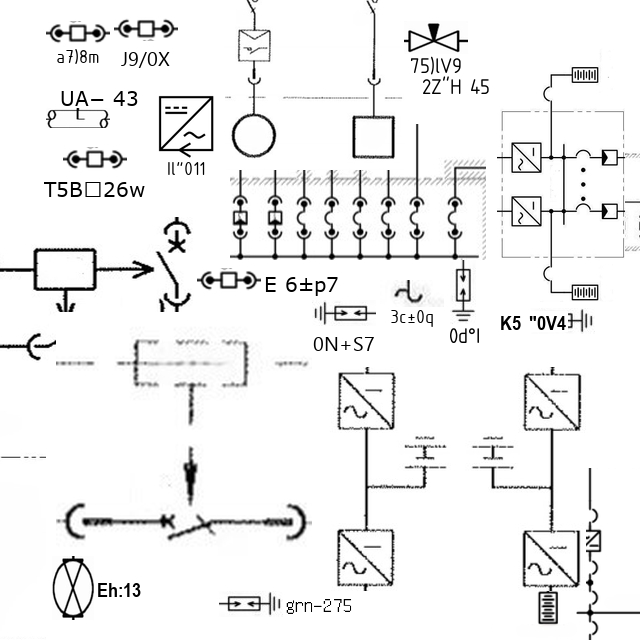 a7)8m
J9/0X
75)lV9
2Z"H 45
UA- 43
Il"011
T5B□26w
E 6±p7
3c±0q
0d°I
K5 "0V4
0N+S7
Eh:13
grn-275